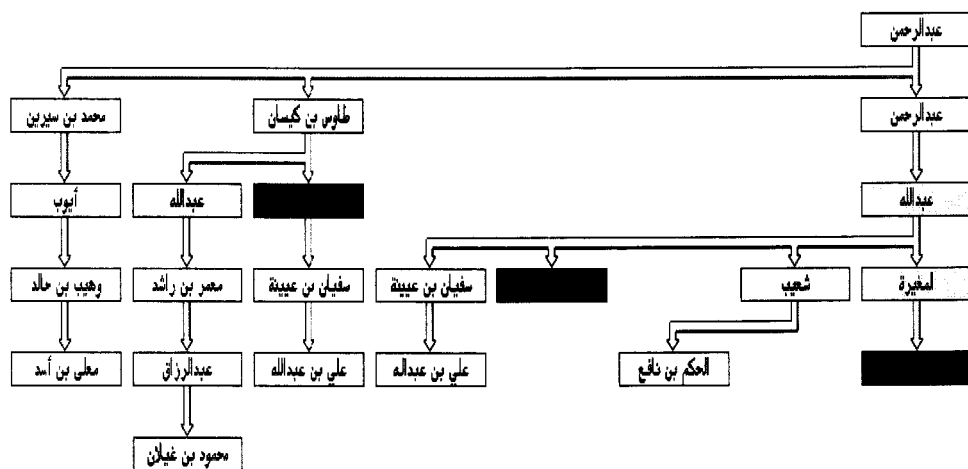 عبدالرحمن
عبدالرحمن
طاوس بن كيسان
محمد بن سيرين
عبدالله
عبدالله
أيوب
المغيرة
شعيب
سفيان بن عيينة
سفيان بن عيينة
معمر بن راشد
وهيب بن خالد
الحكم بن نافع
علي بن عبداله
علي بن عبدالله
عبدالرزاق
معلى بن أسد
محمود بن غيلان